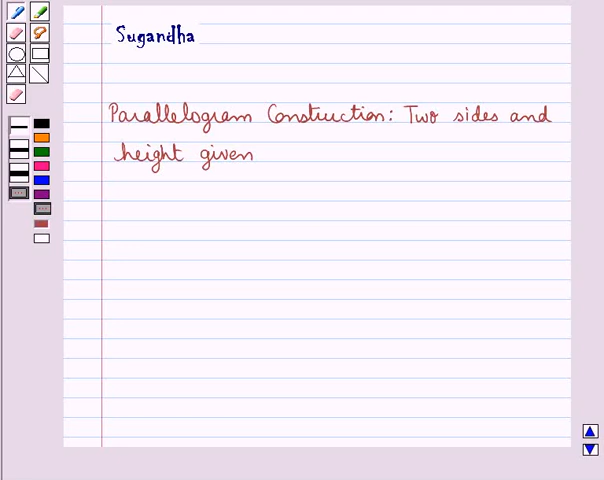 Sugandha
Parallelogram Construction: Two sides and
height given